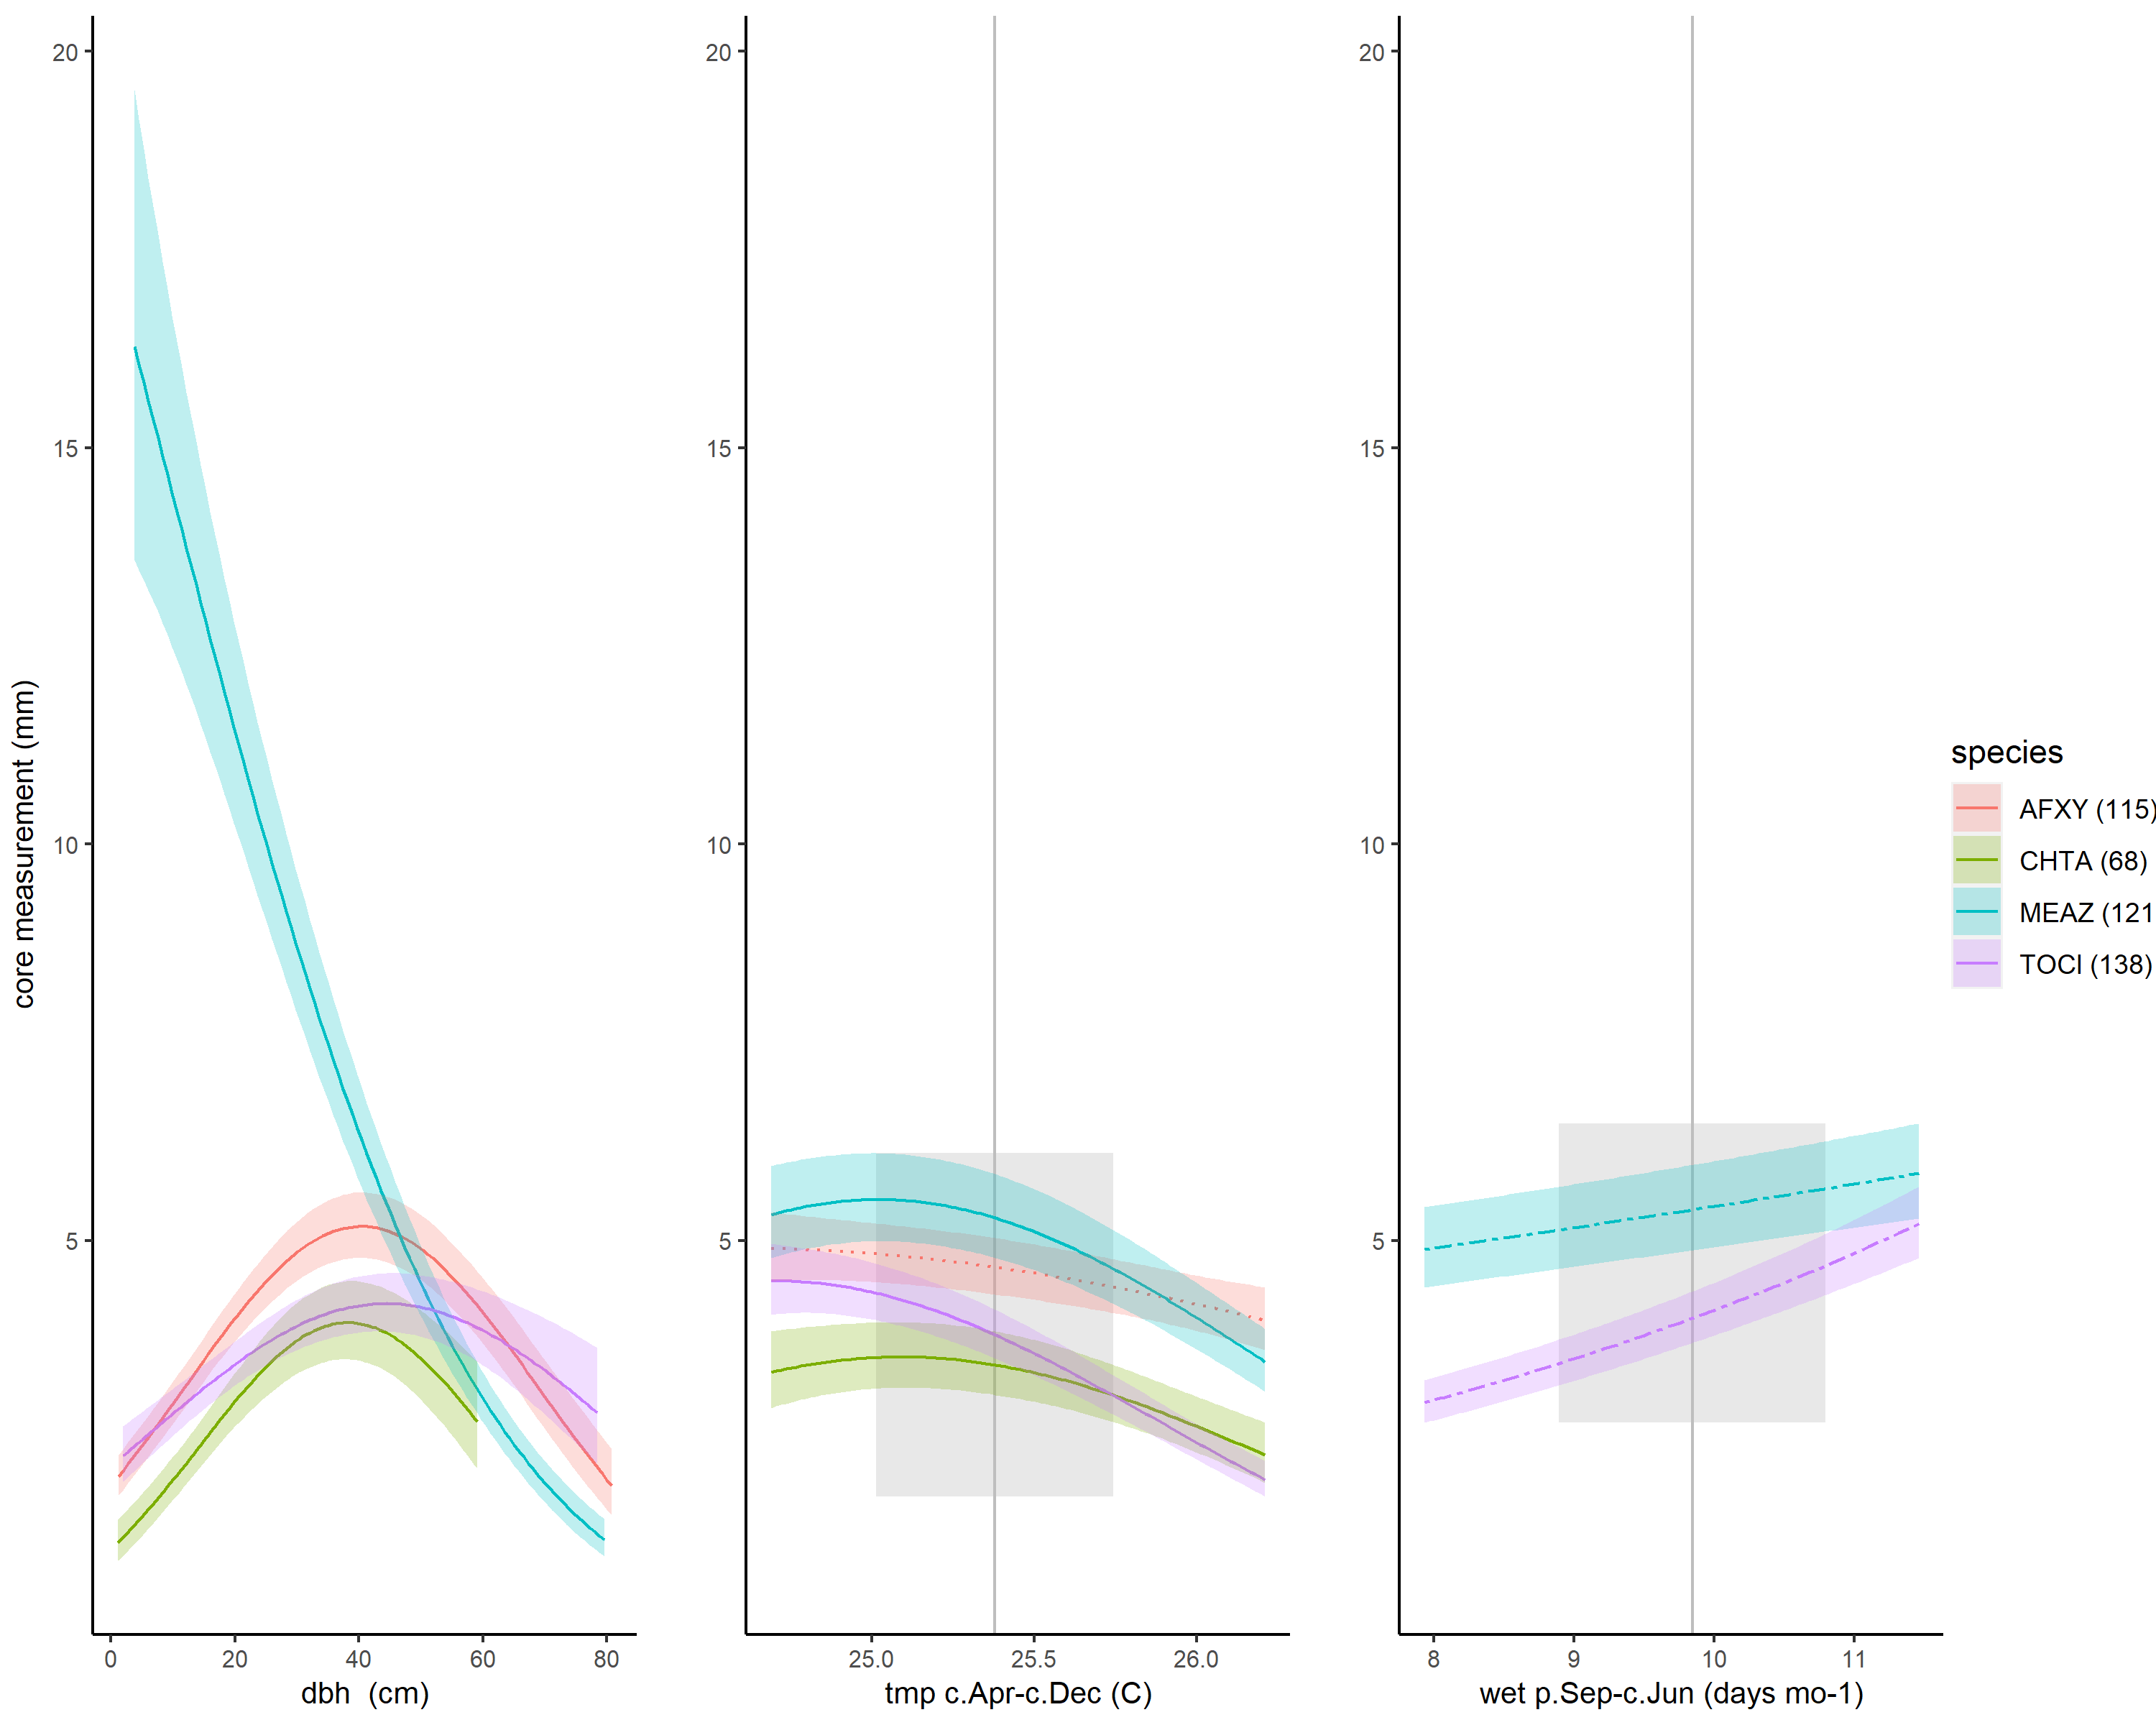 core measurement (mm)
20
15
10
5
0
20
40
60
80
dbh  (cm)
20
15
10
5
25.0
25.5
26.0
tmp c.Apr-c.Dec (C)
20
15
10
5
8
9
10
11
wet p.Sep-c.Jun (days mo-1)
species
AFXY (115)
CHTA (68)
MEAZ (121
TOCI (138)